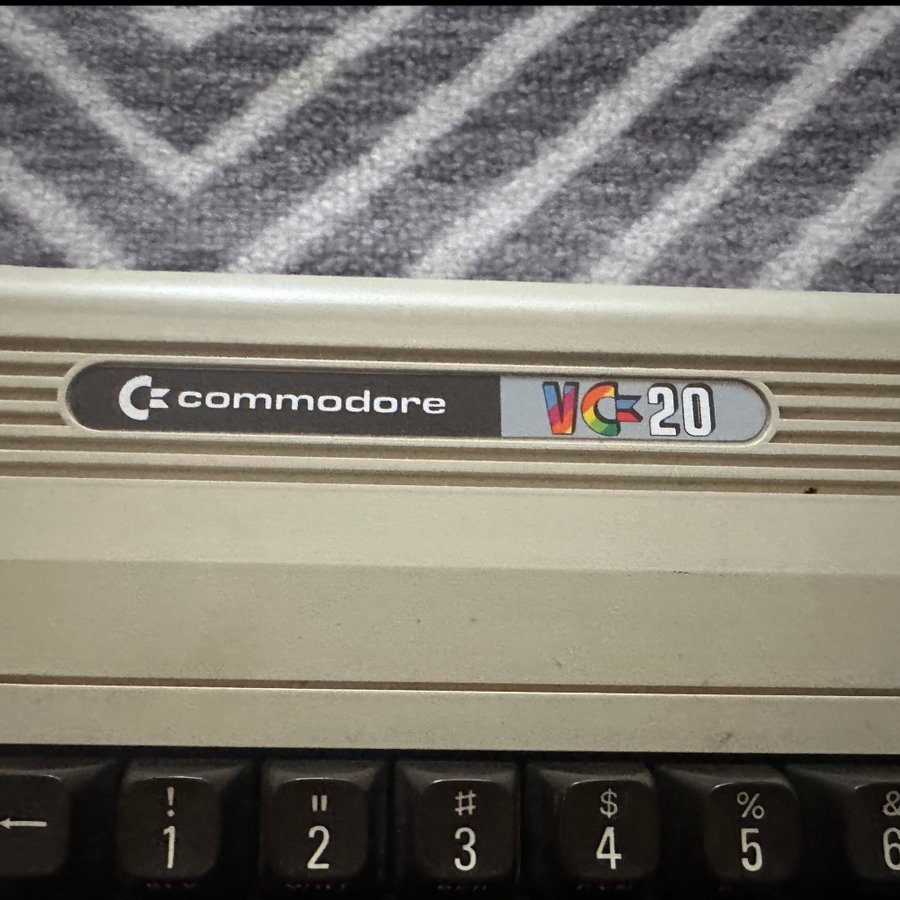 commodore VC-20
! " # $ % &
← 1 2 3 4 5 6